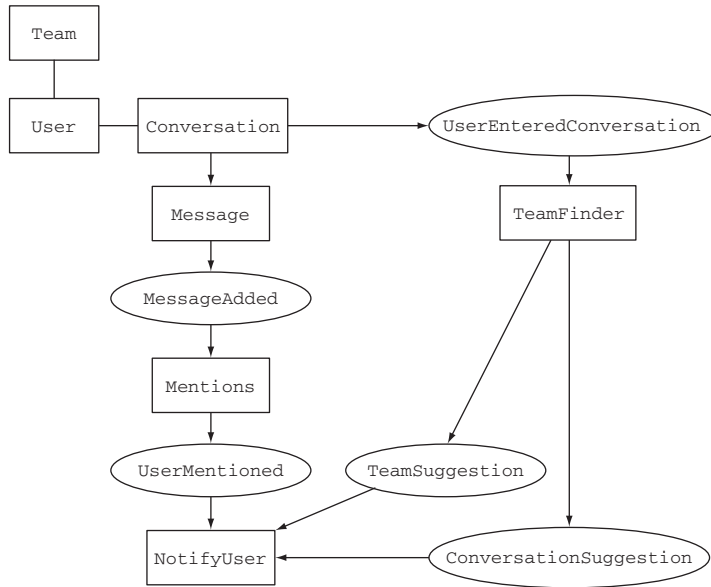 Team
User
Conversation
UserEnteredConversation
Message
TeamFinder
MessageAdded
Mentions
UserMentioned
TeamSuggestion
NotifyUser
ConversationSuggestion